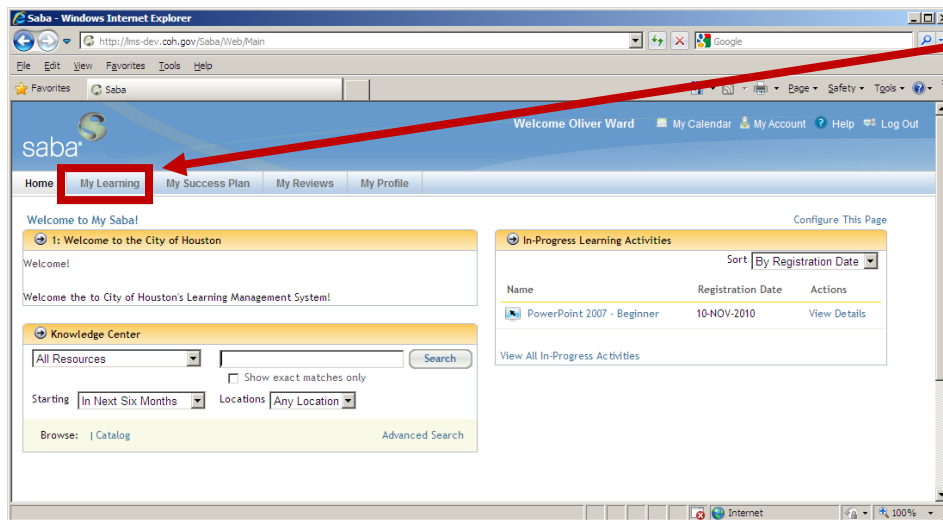 Saba - Windows Internet Explorer
http://lms-dev.coh.gov/Saba/Web/Main
Google
File Edit View Favorites Tools Help
Favorites Saba
Page Safety Tools
saba
Welcome Oliver Ward My Calendar My Account Help Log Out
Home My Learning My Success Plan My Reviews My Profile
Welcome to My Saba!
Configure This Page
1: Welcome to the City of Houston
Welcome!
Welcome the to City of Houston's Learning Management System!
Knowledge Center
All Resources Search
Show exact matches only
Starting In Next Six Months Locations Any Location
Browse: | Catalog Advanced Search
In-Progress Learning Activities
Sort By Registration Date
Name Registration Date Actions
PowerPoint 2007 - Beginner 10-NOV-2010 View Details
View All In-Progress Activities
Internet 100%